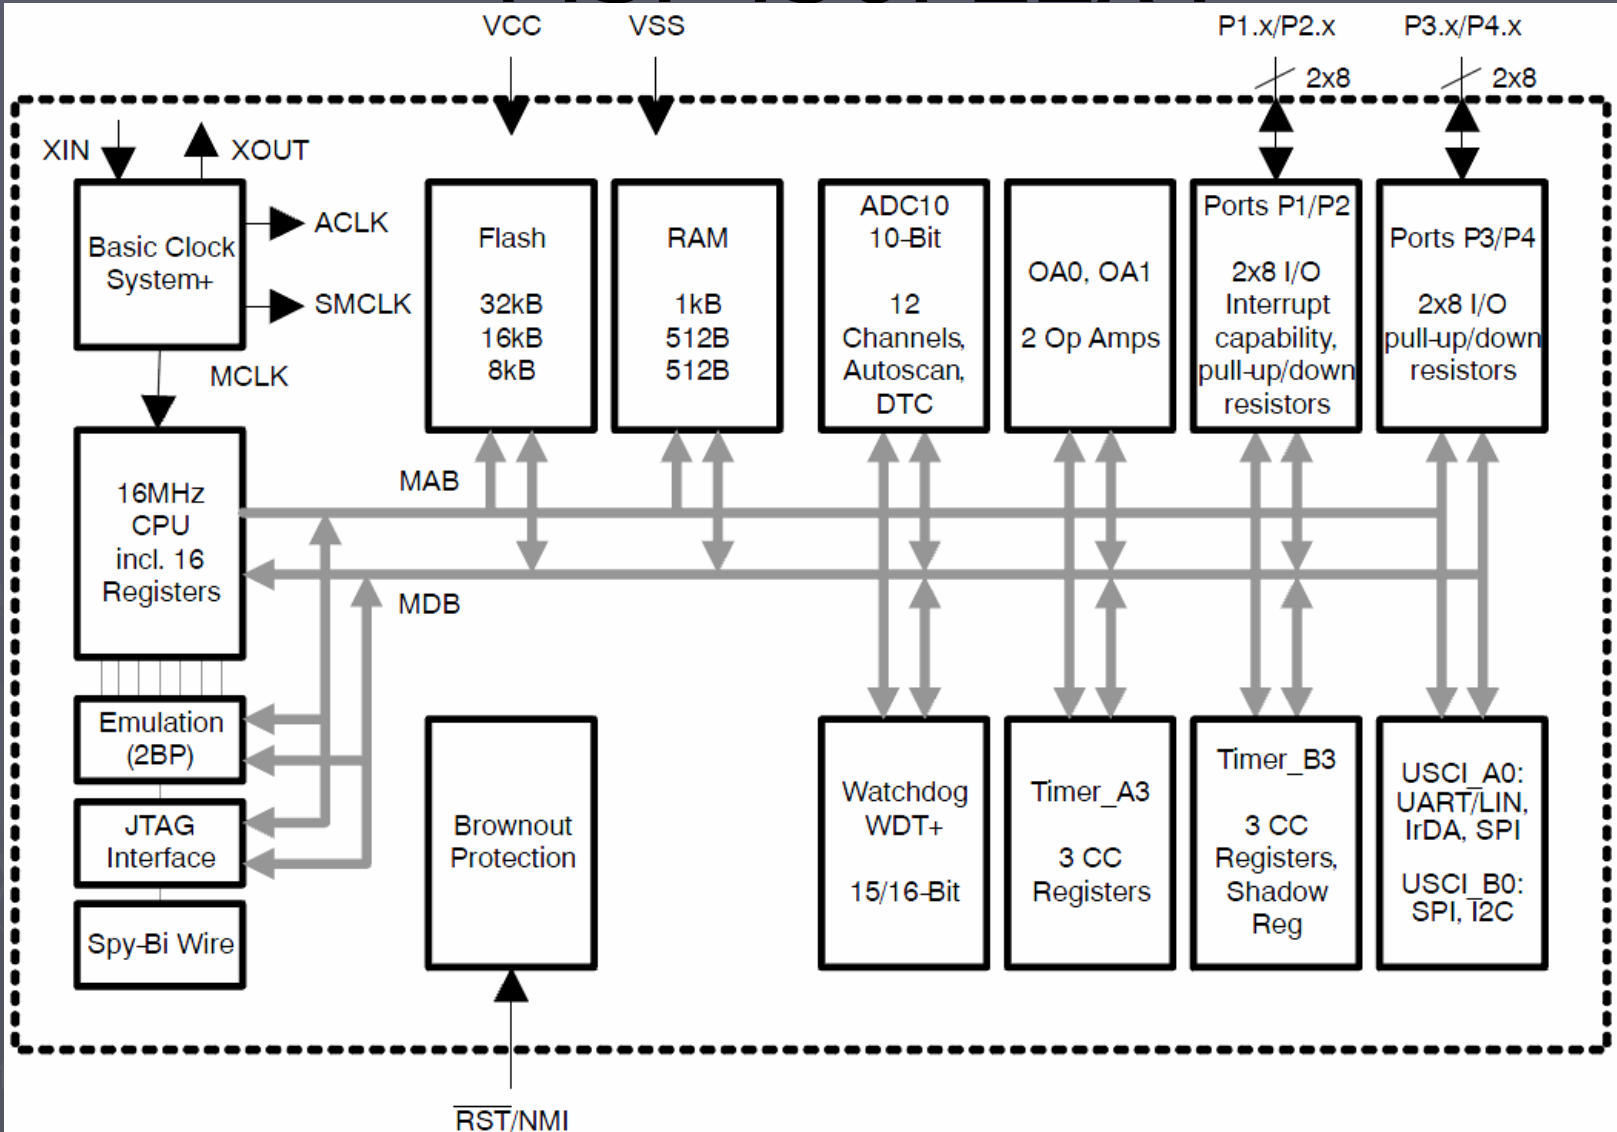 VCC
VSS
P1.x/P2.x
P3.x/P4.x
2x8
2x8
XIN
XOUT
Basic Clock
System+
ACLK
SMCLK
MCLK
Flash
32kB
16kB
8kB
RAM
1kB
512B
512B
ADC10
10-Bit
12
Channels,
Autoscan,
DTC
OA0, OA1
2 Op Amps
Ports P1/P2
2x8 I/O
Interrupt
capability,
pull-up/down
resistors
Ports P3/P4
2x8 I/O
pull-up/down
resistors
16MHz
CPU
incl. 16
Registers
MAB
MDB
Emulation
(2BP)
JTAG
Interface
Spy-Bi Wire
Brownout
Protection
Watchdog
WDT+
15/16-Bit
Timer_A3
3 CC
Registers
Timer_B3
3 CC
Registers,
Shadow
Reg
USCI_A0:
UART/LIN,
IrDA, SPI
USCI_B0:
SPI, I2C
RST/NMI